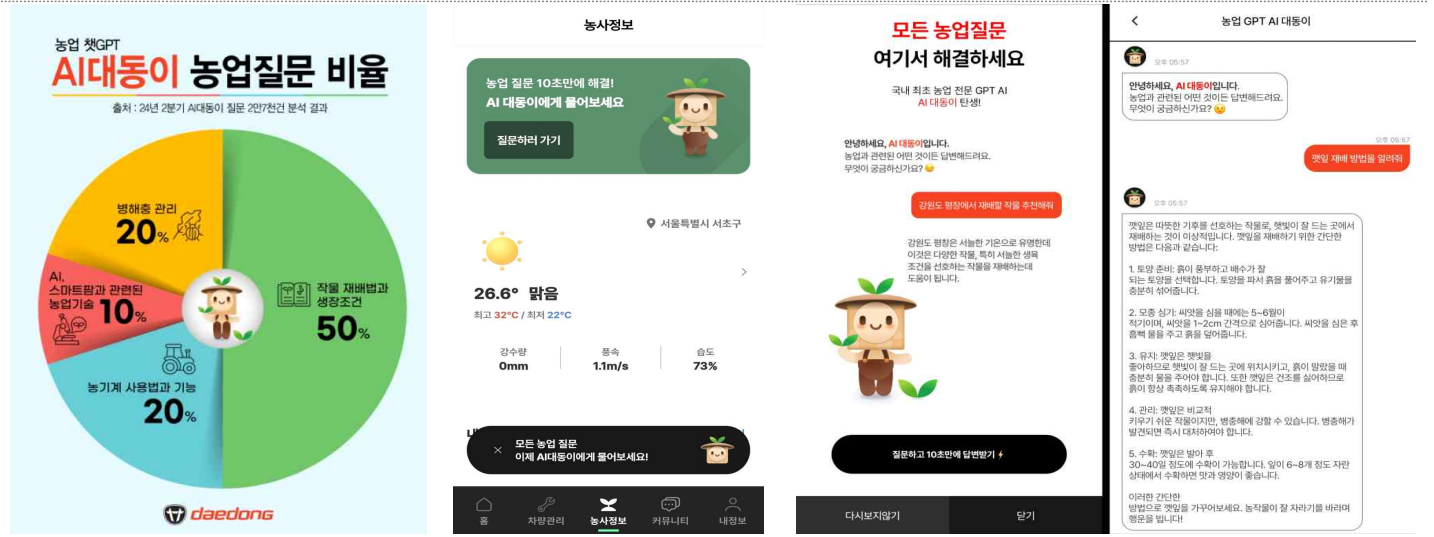 농업 챗GPT
AI대동이 농업질문 비율
출처 : 24년 2분기 AI대동이 질문 2만7천건 분석 결과
병해충 관리
20%
AI,
스마트팜과 관련된
농업기술 10%
작물 재배법과
생장조건
50%
농기계 사용법과 기능
20%
daedong
농사정보
농업 질문 10초만에 해결!
AI 대동이에게 물어보세요
질문하러 가기
서울특별시 서초구
26.6° 맑음
최고 32°C / 최저 22°C
강수량 풍속 습도
0mm 1.1m/s 73%
모든 농업 질문
이제 AI대동이에게 물어보세요!
홈 차량관리 농사정보 커뮤니티 내정보
모든 농업질문
여기서 해결하세요
국내 최초 농업 전문 GPT AI
AI 대동이 탄생!
안녕하세요, AI 대동이입니다.
농업과 관련된 어떤 것이든 답변해드려요.
무엇이 궁금하신가요? 😉
강원도 평창에서 재배할 작물 추천해줘
강원도 평창은 서늘한 기온으로 유명한데
이것은 다양한 작물, 특히 서늘한 생육
조건을 선호하는 작물을 재배하는데
도움이 됩니다.
질문하고 10초만에 답변받기⚡
다시보지않기 닫기
농업 GPT AI 대동이
오후 05:57
안녕하세요, AI 대동이입니다.
농업과 관련된 어떤 것이든 답변해드려요.
무엇이 궁금하신가요? 😉
오후 05:57
깻잎 재배 방법을 알려줘
오후 05:57
깻잎은 따뜻한 기후를 선호하는 작물로, 햇빛이 잘 드는 곳에서
재배하는 것이 이상적입니다. 깻잎을 재배하기 위한 간단한
방법은 다음과 같습니다:
1. 토양 준비: 흙이 풍부하고 배수가 잘
되는 토양을 선택합니다. 토양을 파서 흙을 풀어주고 유기물을
충분히 섞어줍니다.
2. 모종 심기: 씨앗을 심을 때에는 5~6월이
적기이며, 씨앗을 1~2cm 간격으로 심어줍니다. 씨앗을 심은 후
흠뻑 물을 주고 흙을 덮어줍니다.
3. 유지: 깻잎은 햇빛을
좋아하므로 햇빛이 잘 드는 곳에 위치시키고, 흙이 말랐을 때
충분히 물을 주어야 합니다. 또한 깻잎은 건조를 싫어하므로
흙이 항상 촉촉하도록 유지해야 합니다.
4. 관리: 깻잎은 비교적
키우기 쉬운 작물이지만, 병충해에 강할 수 있습니다. 병충해가
발견되면 즉시 대처하여야 합니다.
5. 수확: 깻잎은 발아 후
30~40일 정도에 수확이 가능합니다. 잎이 6~8개 정도 자란
상태에서 수확하면 맛과 영양이 좋습니다.
이러한 간단한
방법으로 깻잎을 가꾸어보세요. 농작물이 잘 자라기를 바라며
행운을 빕니다!